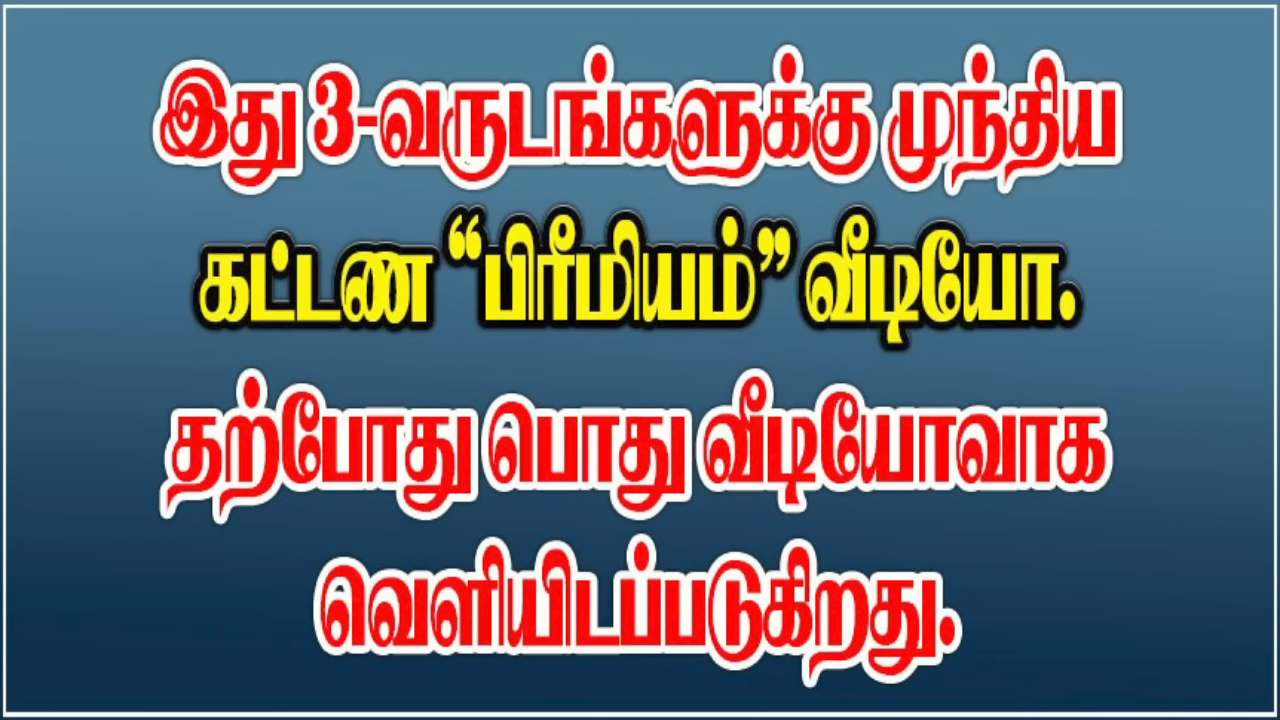 இது 3-வருடங்களுக்கு முந்திய
கட்டண “பிரீமியம்” வீடியோ.
தற்போது பொது வீடியோவாக
வெளியிடப்படுகிறது.